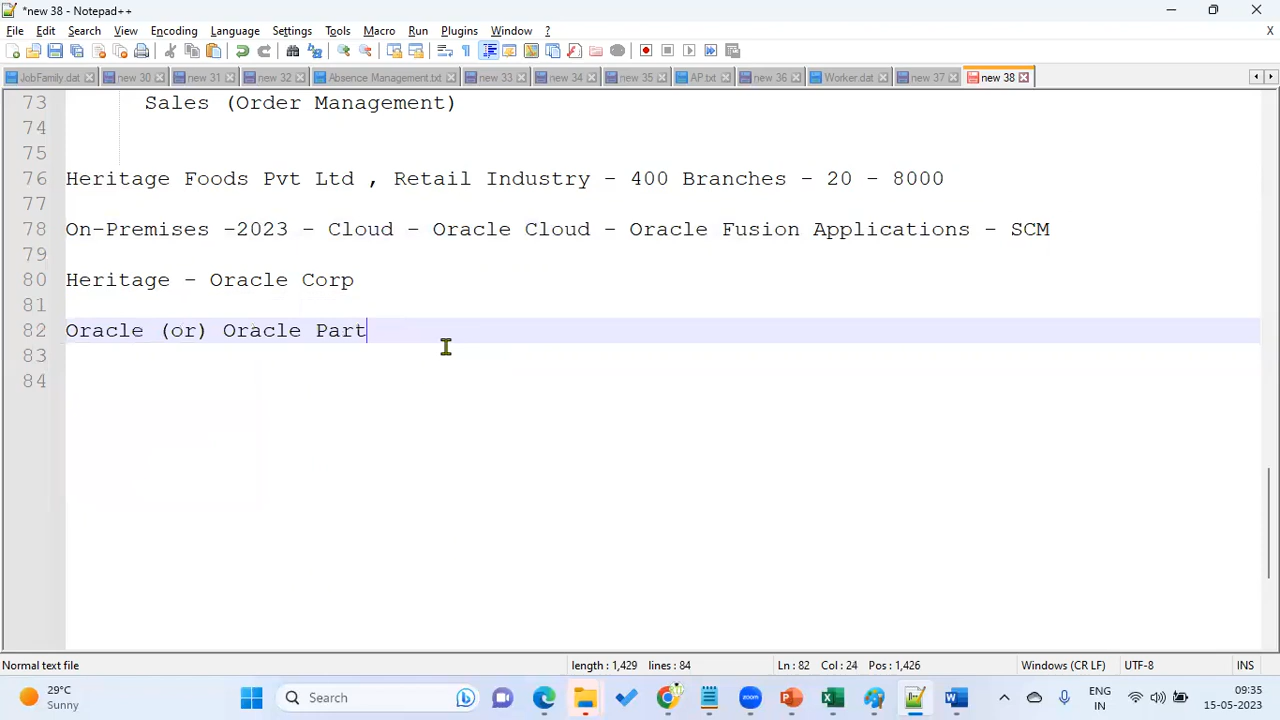 *new 38 - Notepad++
File Edit Search View Encoding Language Settings Tools Macro Run Plugins Window ? X
JobFamily.dat new 30 new 31 new 32 Absence Management.txt new 33 new 34 new 35 AP.txt new 36 Worker.dat new 37 new 38
73 Sales (Order Management)
74
75
76 Heritage Foods Pvt Ltd , Retail Industry - 400 Branches - 20 - 8000
77
78 On-Premises -2023 - Cloud - Oracle Cloud - Oracle Fusion Applications - SCM
79
80 Heritage - Oracle Corp
81
82 Oracle (or) Oracle Part
83
84
Normal text file length : 1,429 lines : 84 Ln : 82 Col : 24 Pos : 1,426 Windows (CR LF) UTF-8 INS
29°C
Sunny
Search
zoom
ENG
IN
09:35
15-05-2023